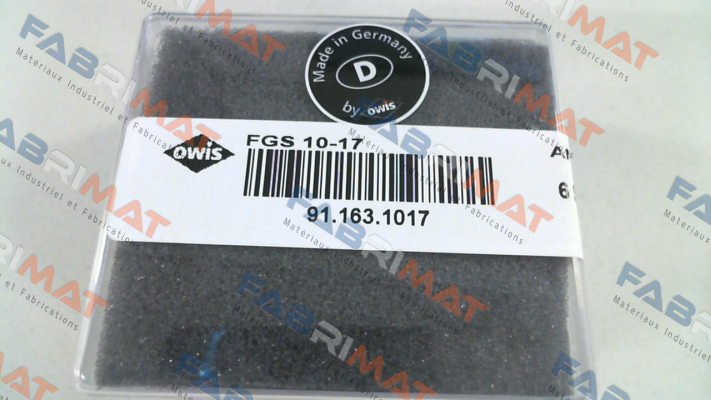 Made in Germany
D
by owis
owis
FGS 10-17
91.163.1017
FABRIMAT
Materiaux Industriel et Fabrications